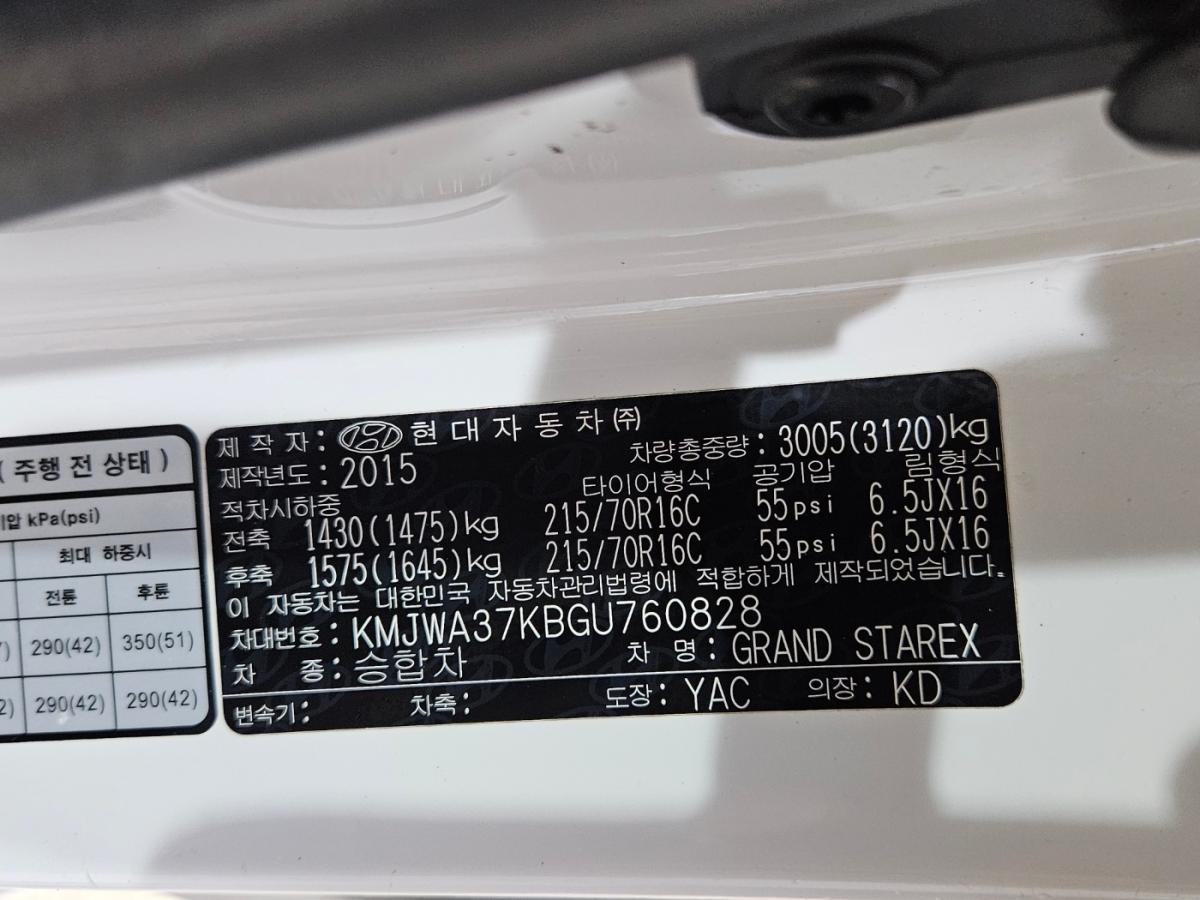 ( 주행 전 상태 )
압 kPa(psi)
최대 하중시
전륜 후륜
290(42) 350(51)
290(42) 290(42)
제 작 자 : 현대자동차㈜
제작년도 : 2015 차량총중량 : 3005(3120)kg
적차시하중 타이어형식 공기압 림형식
전축 1430(1475)kg 215/70R16C 55psi 6.5JX16
후축 1575(1645)kg 215/70R16C 55psi 6.5JX16
이 자동차는 대한민국 자동차관리법령에 적합하게 제작되었습니다.
차대번호 : KMJWA37KBGU760828
차 종 : 승합차 차 명 : GRAND STAREX
변속기 : 차축 : 도장 : YAC 의장 : KD